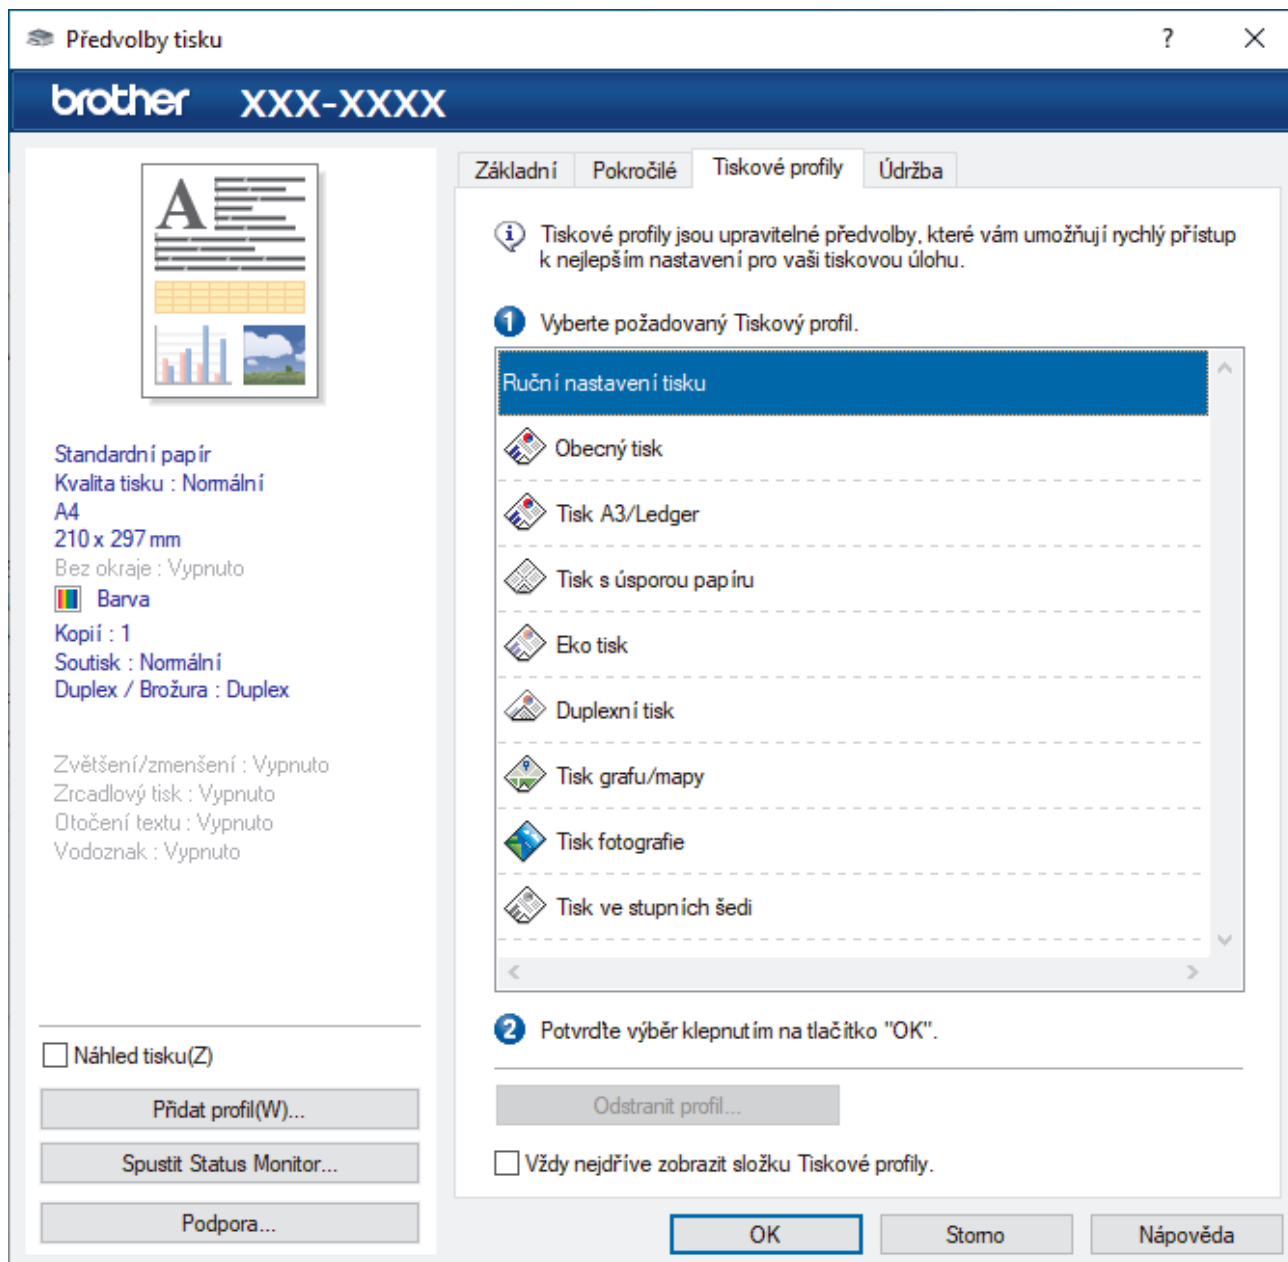 Předvolby tisku
?
brother XXX-XXXX
A
Standardní papír
Kvalita tisku : Normální
A4
210 x 297 mm
Bez okraje : Vypnuto
Barva
Kopií : 1
Soutisk : Normální
Duplex / Brožura : Duplex
Zvětšení/zmenšení : Vypnuto
Zrcadlový tisk : Vypnuto
Otočení textu : Vypnuto
Vodoznak : Vypnuto
Náhled tisku(Z)
Přidat profil(W)...
Spustit Status Monitor...
Podpora...
Základní Pokročilé Tiskové profily Údržba
Tiskové profily jsou upravitelné předvolby, které vám umožňují rychlý přístup
k nejlepším nastavení pro vaši tiskovou úlohu.
1 Vyberte požadovaný Tiskový profil.
Ruční nastavení tisku
Obecný tisk
Tisk A3/Ledger
Tisk s úsporou papíru
Eko tisk
Duplexní tisk
Tisk grafu/mapy
Tisk fotografie
Tisk ve stupních šedi
2 Potvrďte výběr klepnutím na tlačítko "OK".
Odstranit profil...
Vždy nejdříve zobrazit složku Tiskové profily.
OK Storno Nápověda